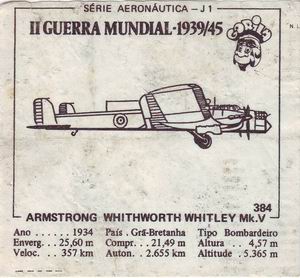 SÉRIE AERONÁUTICA - J1
II GUERRA MUNDIAL - 1939/45
N.
384
ARMSTRONG WHITHWORTH WHITLEY Mk.V
Ano ...... 1934 País . Grã-Bretanha Tipo Bombardeiro
Enverg... 25,60 m Compr... 21,49 m Altura .. 4,57 m
Veloc. .. 357 km Auton. 2.655 km Altitude . 5.365 m